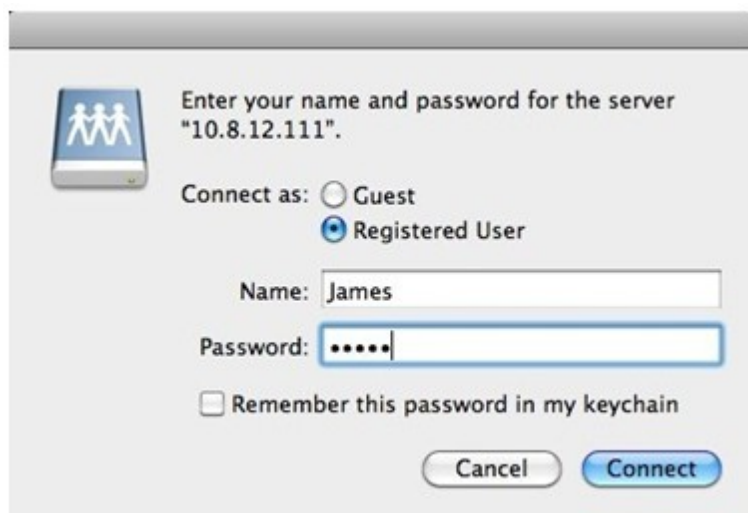 Enter your name and password for the server
“10.8.12.111”.
Connect as: Guest
Registered User
Name: James
Password: •••••
Remember this password in my keychain
Cancel Connect